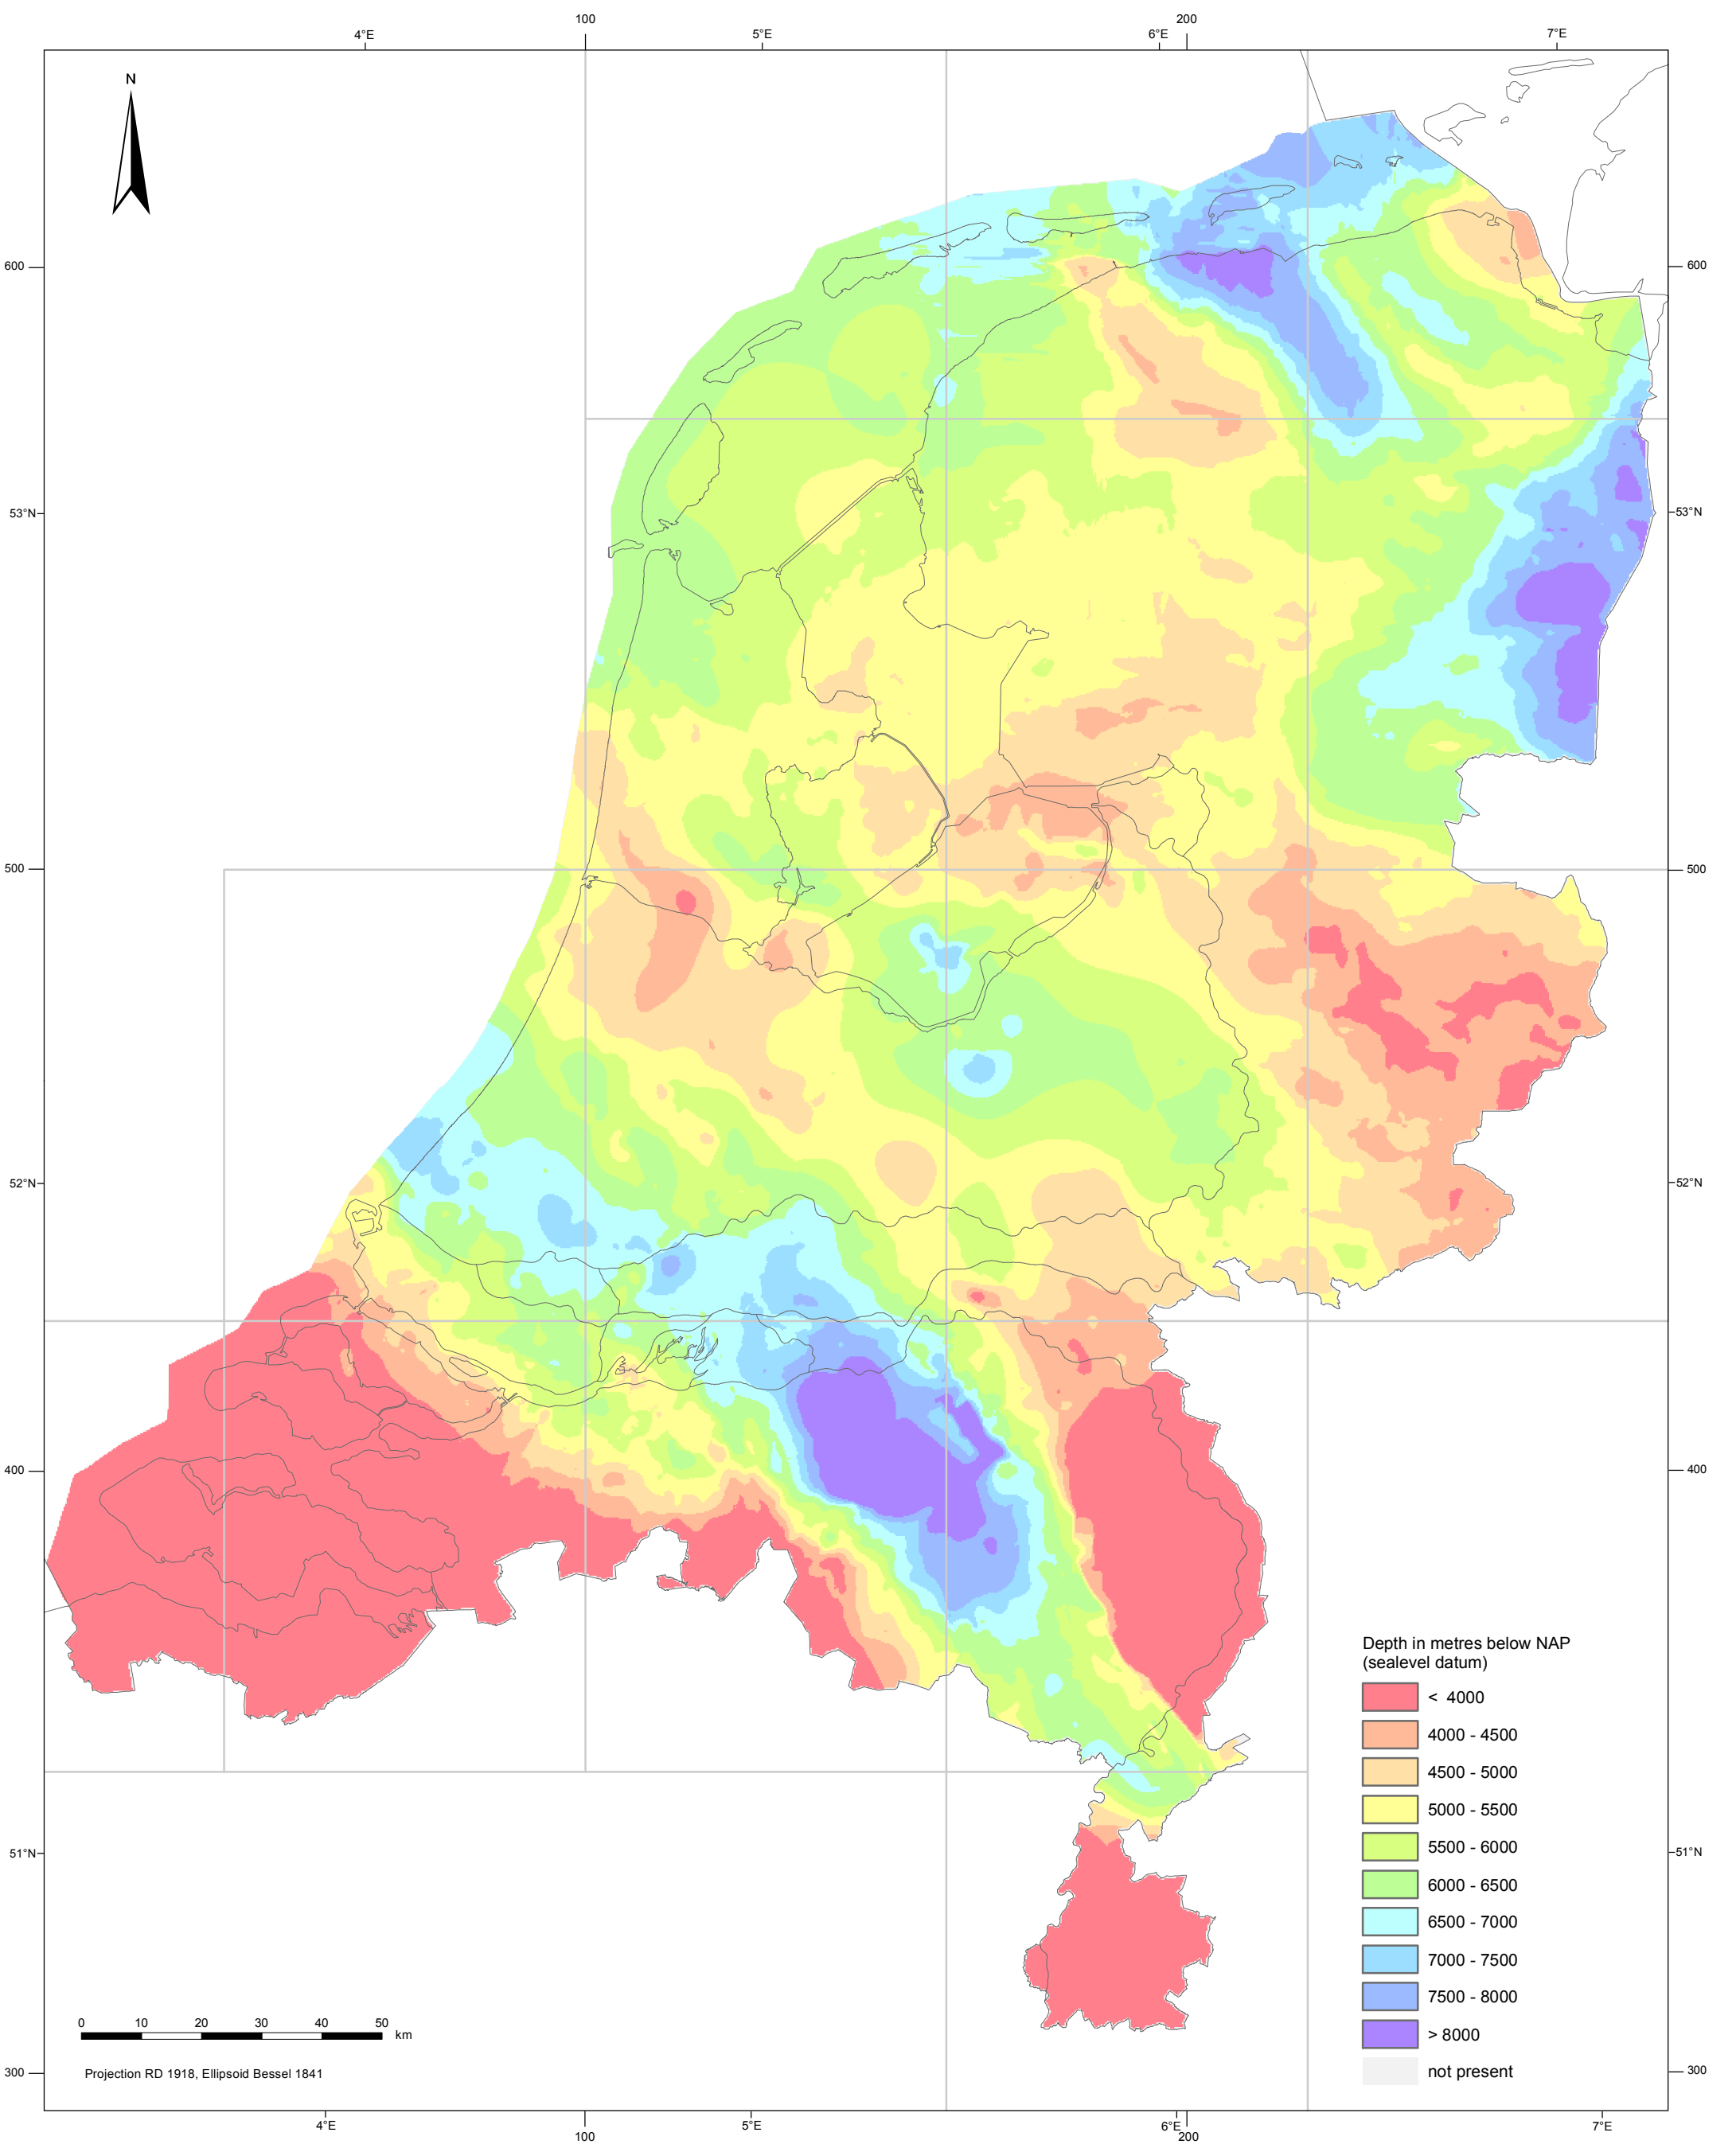 100
200
4°E
5°E
6°E
7°E
N
600
600
53°N
53°N
500
500
52°N
52°N
400
400
Depth in metres below NAP
(sealevel datum)
< 4000
4000 - 4500
4500 - 5000
5000 - 5500
5500 - 6000
6000 - 6500
6500 - 7000
7000 - 7500
7500 - 8000
> 8000
not present
51°N
51°N
0 10 20 30 40 50 km
Projection RD 1918, Ellipsoid Bessel 1841
300
300
4°E
5°E
6°E
7°E
100
200